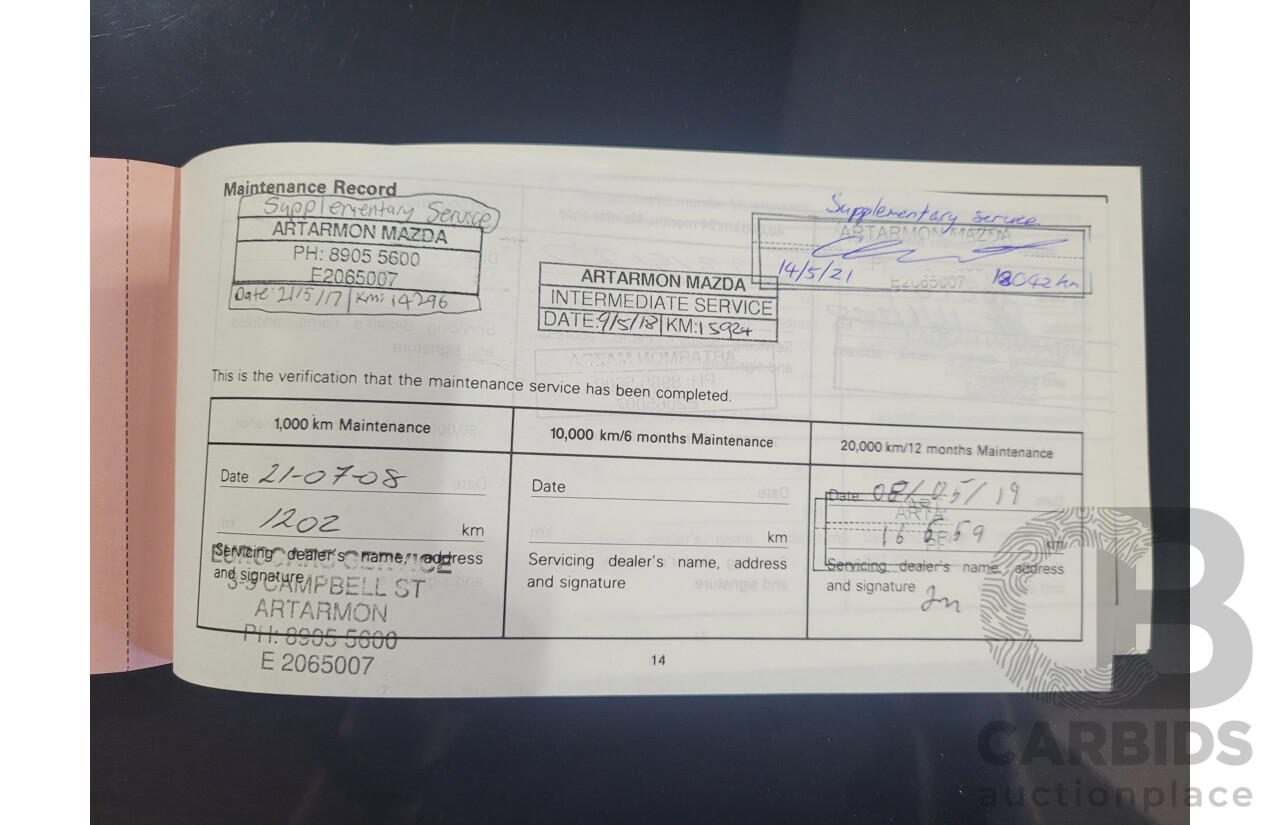 Maintenance Record
Supplementary Service
ARTARMON MAZDA
PH: 8905 5600
E2065007
Date: 2/5/17 Km: 14296
ARTARMON MAZDA
INTERMEDIATE SERVICE
DATE: 9/5/18 KM: 15924
Supplementary service
ARTARMON MAZDA
E2065007
14/5/21 18042 km
This is the verification that the maintenance service has been completed.
1,000 km Maintenance
Date 21-07-08
1202 km
Servicing dealer's name, address
and signature
3-5 CAMPBELL ST
ARTARMON
PH: 8905 5600
E 2065007
10,000 km/6 months Maintenance
Date
km
Servicing dealer's name, address
and signature
20,000 km/12 months Maintenance
Date 08/05/19
16659 km
Servicing dealer's name, address
and signature
14
CARBIDS
auctionplace